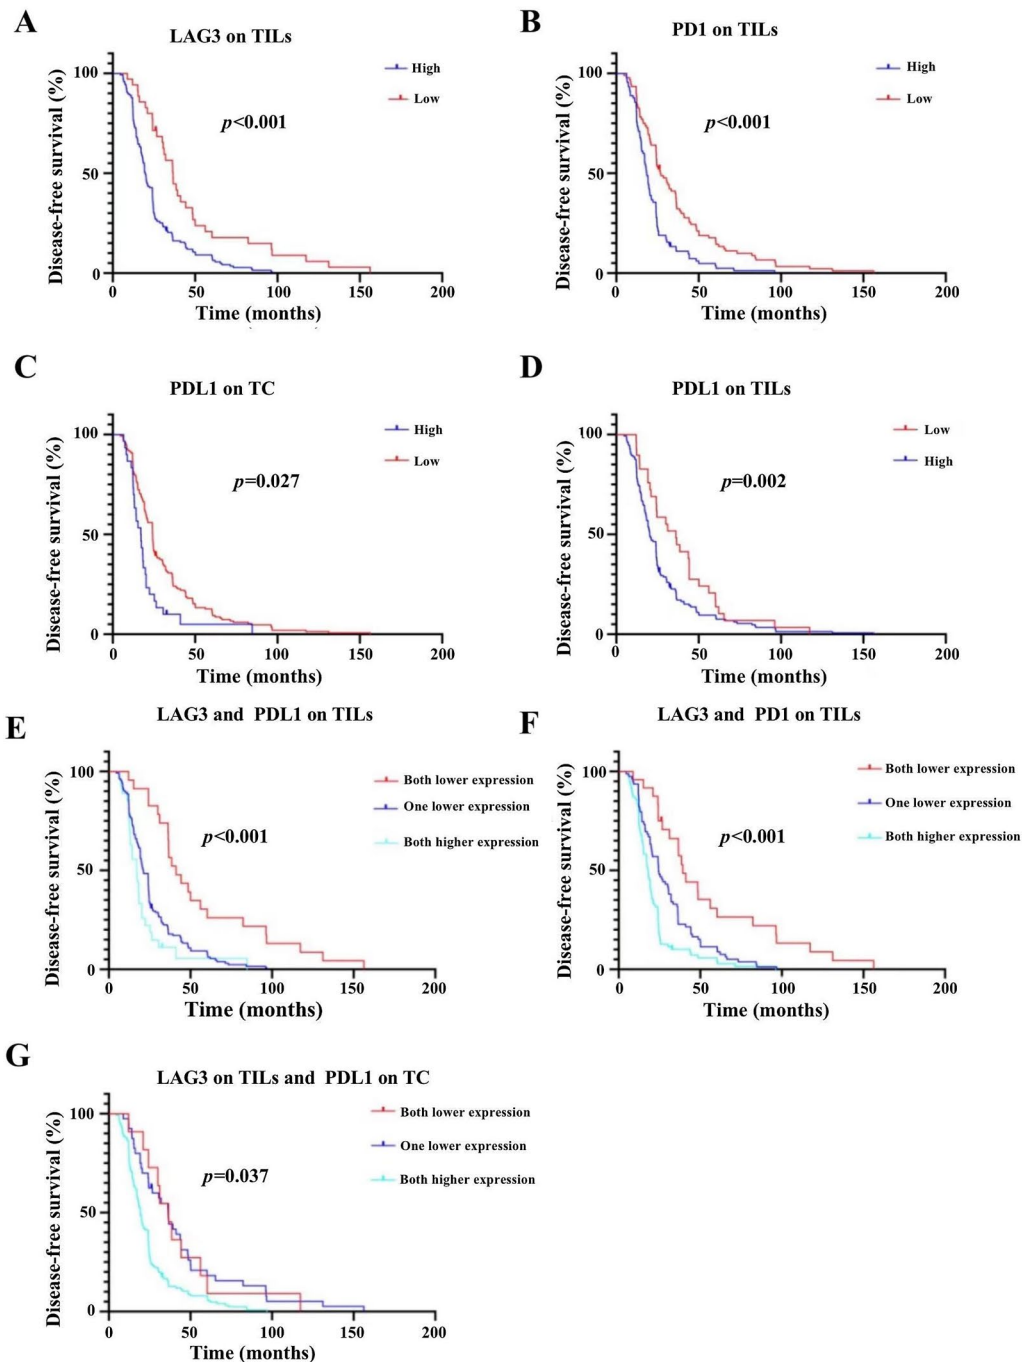 A
LAG3 on TILs
Disease-free survival (%)
100
50
0
High
Low
p<0.001
0 50 100 150 200
Time (months)
B
PD1 on TILs
Disease-free survival (%)
100
50
0
High
Low
p<0.001
0 50 100 150 200
Time (months)
C
PDL1 on TC
Disease-free survival (%)
100
50
0
High
Low
p=0.027
0 50 100 150 200
Time (months)
D
PDL1 on TILs
Disease-free survival (%)
100
50
0
Low
High
p=0.002
0 50 100 150 200
Time (months)
E
LAG3 and PDL1 on TILs
Disease-free survival (%)
100
50
0
Both lower expression
One lower expression
Both higher expression
p<0.001
0 50 100 150 200
Time (months)
F
LAG3 and PD1 on TILs
Disease-free survival (%)
100
50
0
Both lower expression
One lower expression
Both higher expression
p<0.001
0 50 100 150 200
Time (months)
G
LAG3 on TILs and PDL1 on TC
Disease-free survival (%)
100
50
0
Both lower expression
One lower expression
Both higher expression
p=0.037
0 50 100 150 200
Time (months)